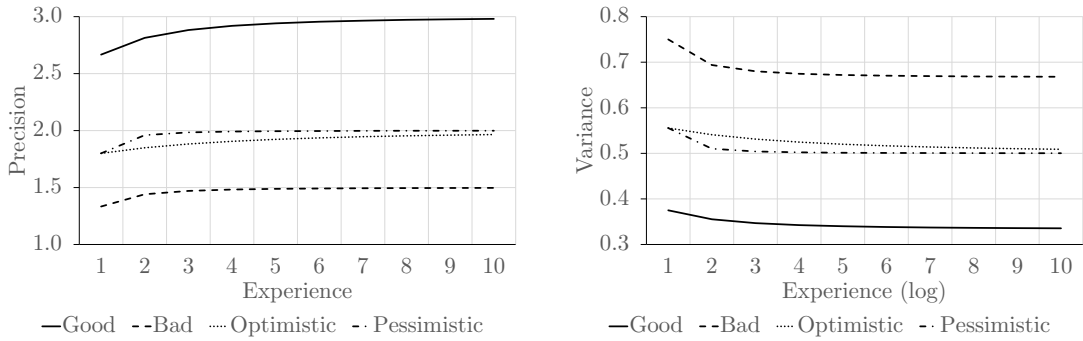 3.0
2.5
2.0
1.5
1.0
Precision
1 2 3 4 5 6 7 8 9 10
Experience
Good Bad Optimistic Pessimistic
0.8
0.7
0.6
0.5
0.4
0.3
Variance
1 2 3 4 5 6 7 8 9 10
Experience (log)
Good Bad Optimistic Pessimistic